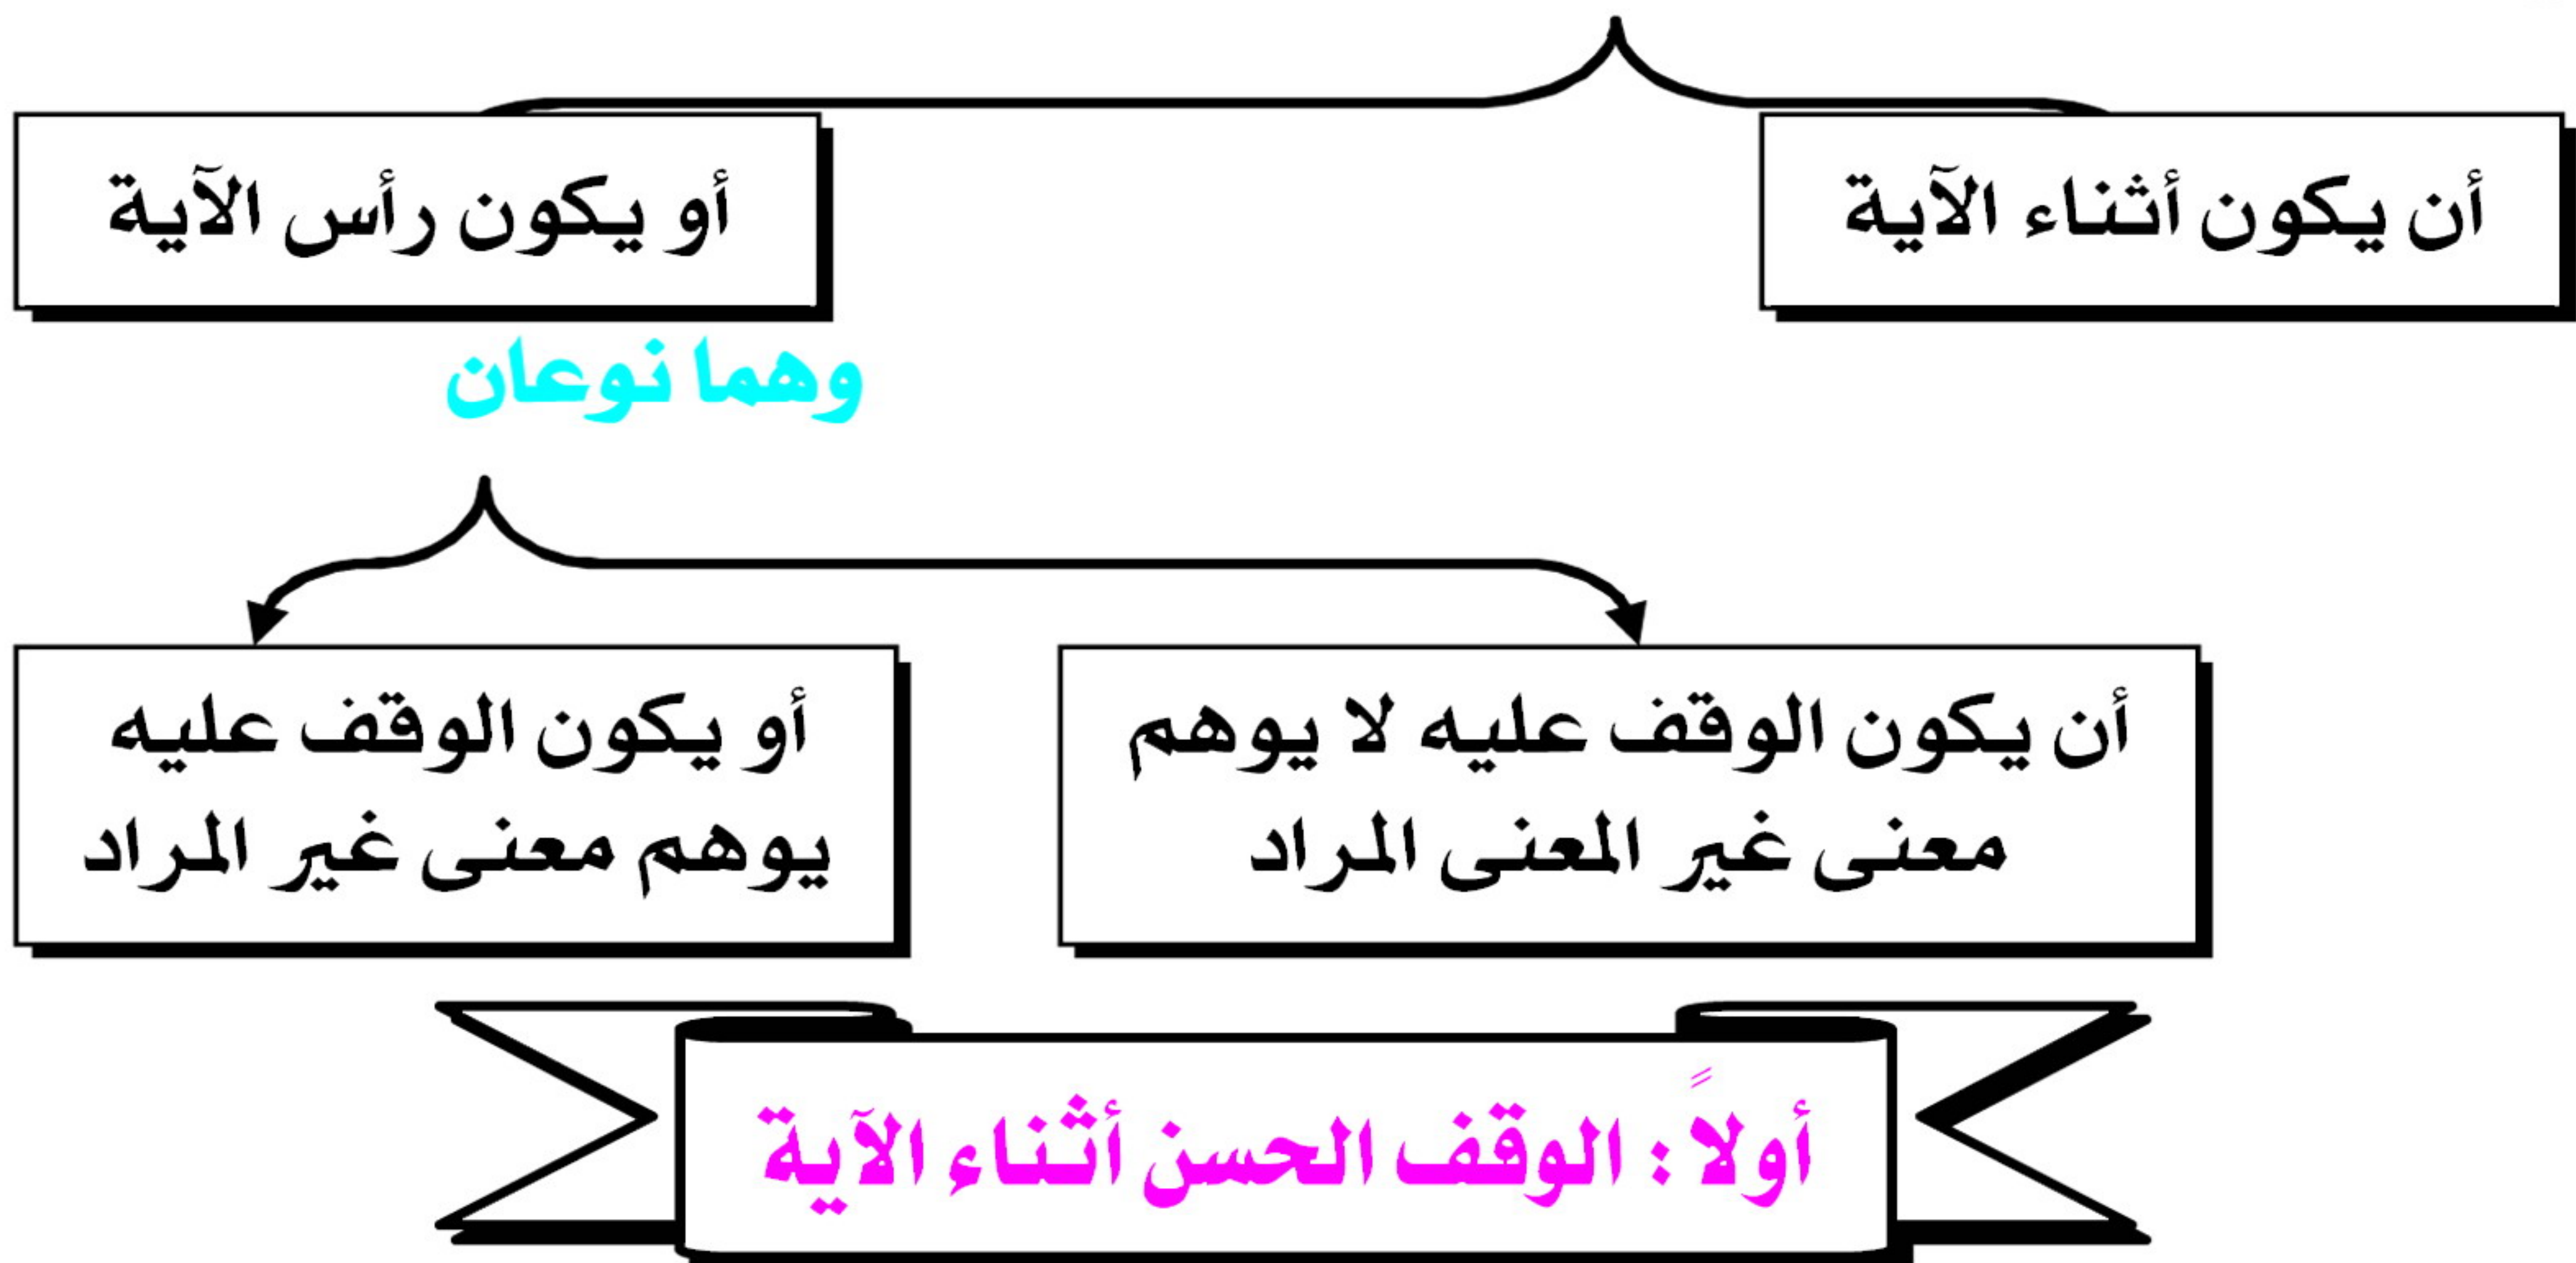 أن يكون أثناء الآية
أو يكون رأس الآية
وهما نوعان
أن يكون الوقف عليه لا يوهم
معنى غير المعنى المراد
أو يكون الوقف عليه
يوهم معنى غير المراد
أولاً : الوقف الحسن أثناء الآية